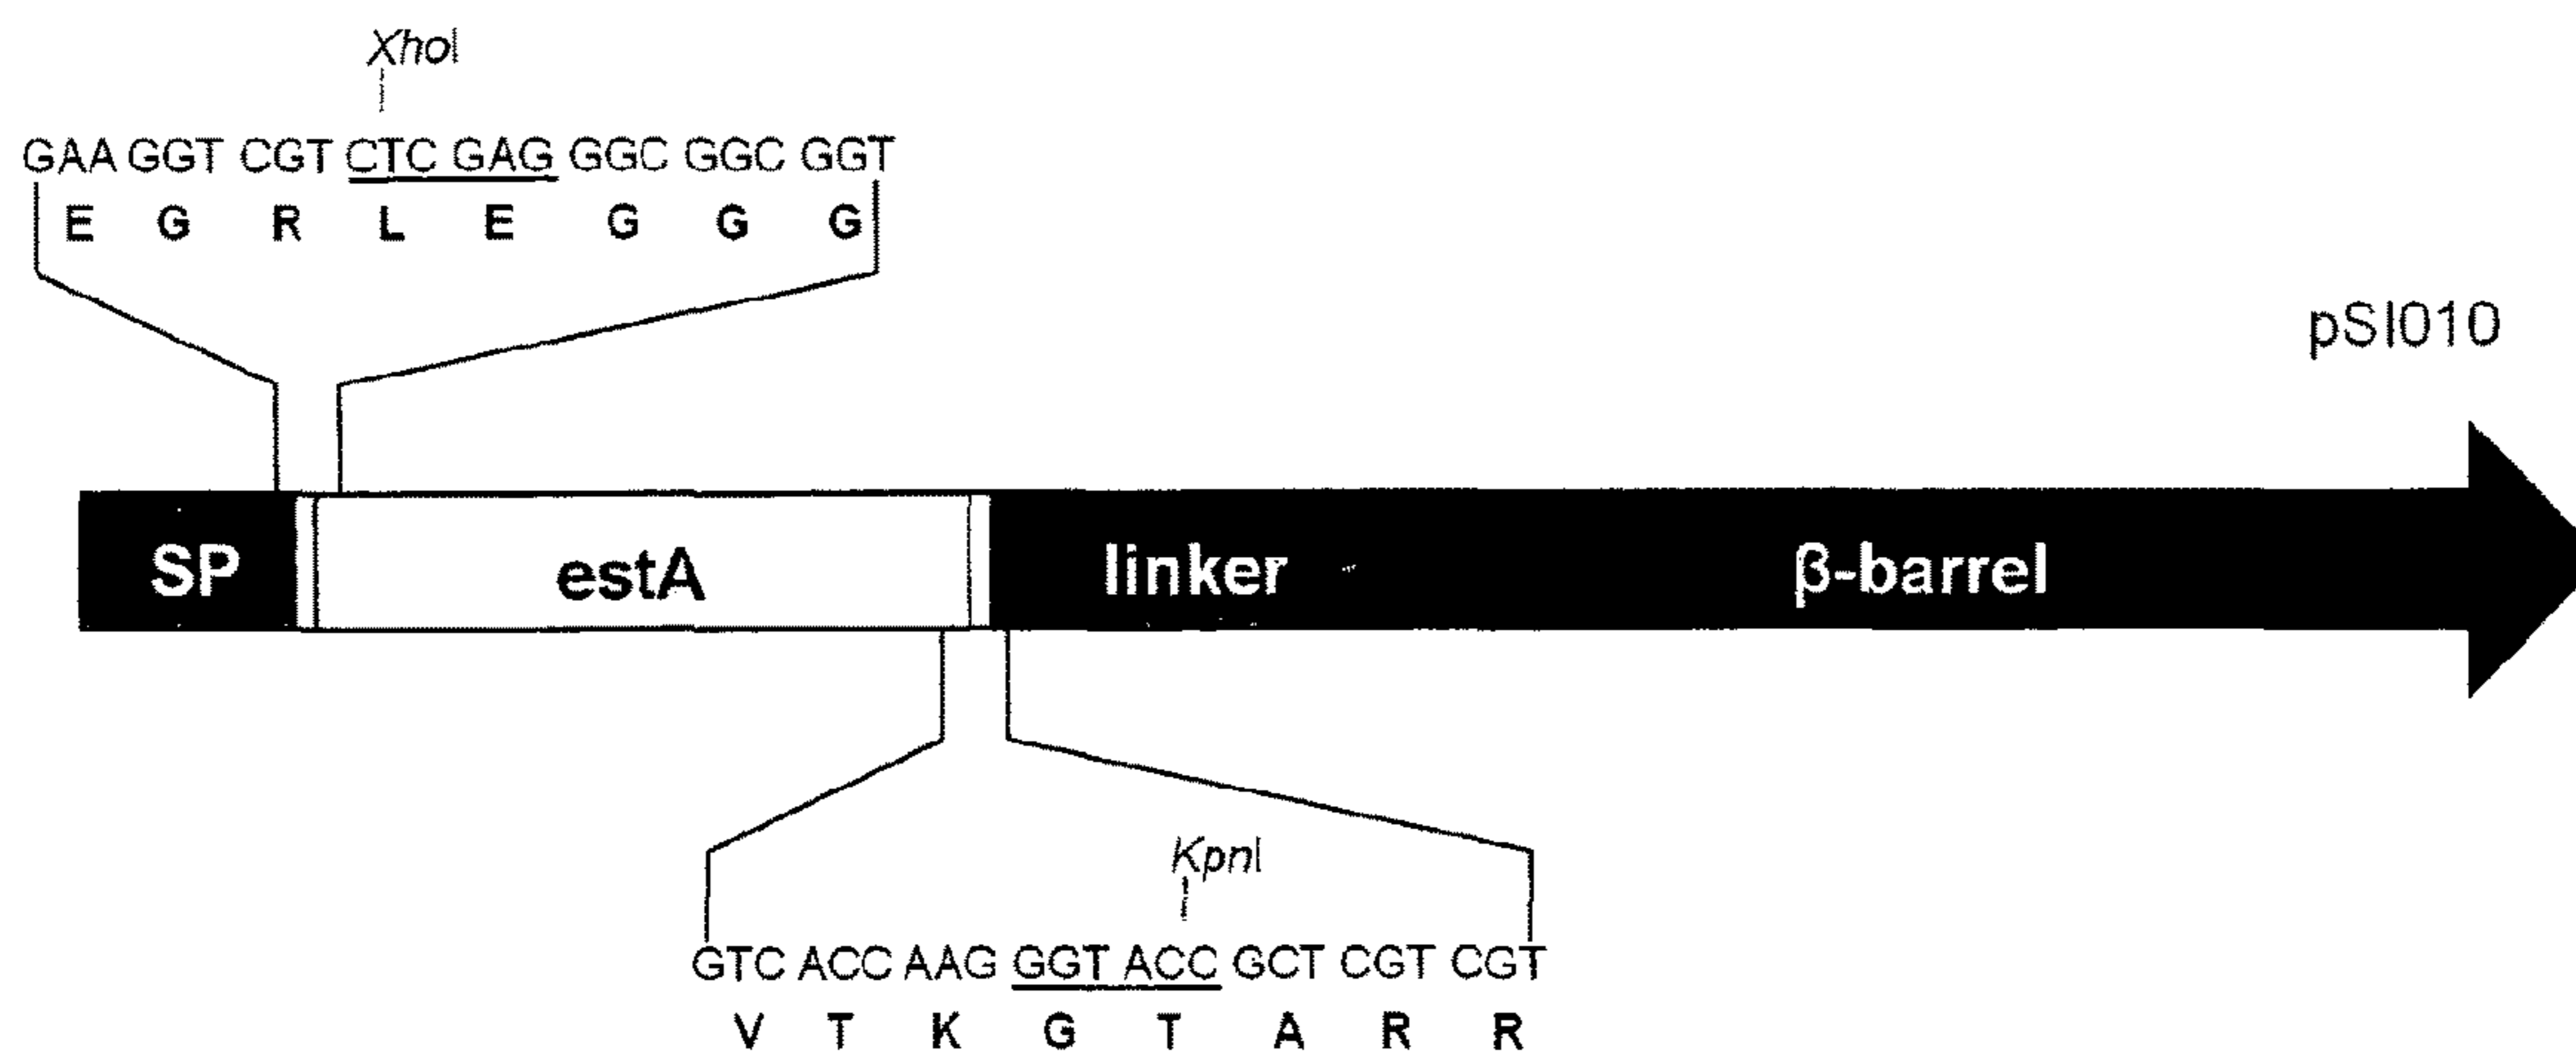 XhoI
GAA GGT CGT CTC GAG GGC GGC GGT
E G R L E G G G
pSI010
SP estA linker β-barrel
KpnI
GTC ACC AAG GGT ACC GCT CGT CGT
V T K G T A R R